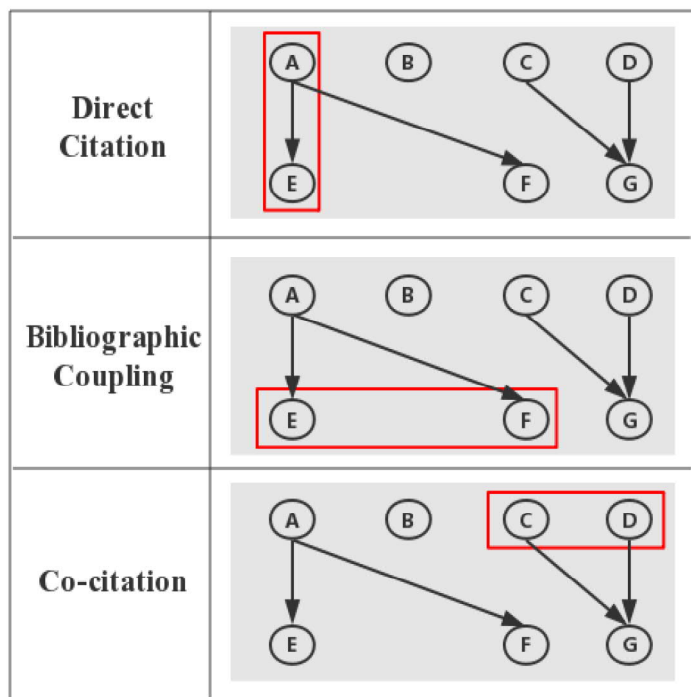 Direct
Citation
A B C D
E F G
Bibliographic
Coupling
A B C D
E F G
Co-citation
A B C D
E F G